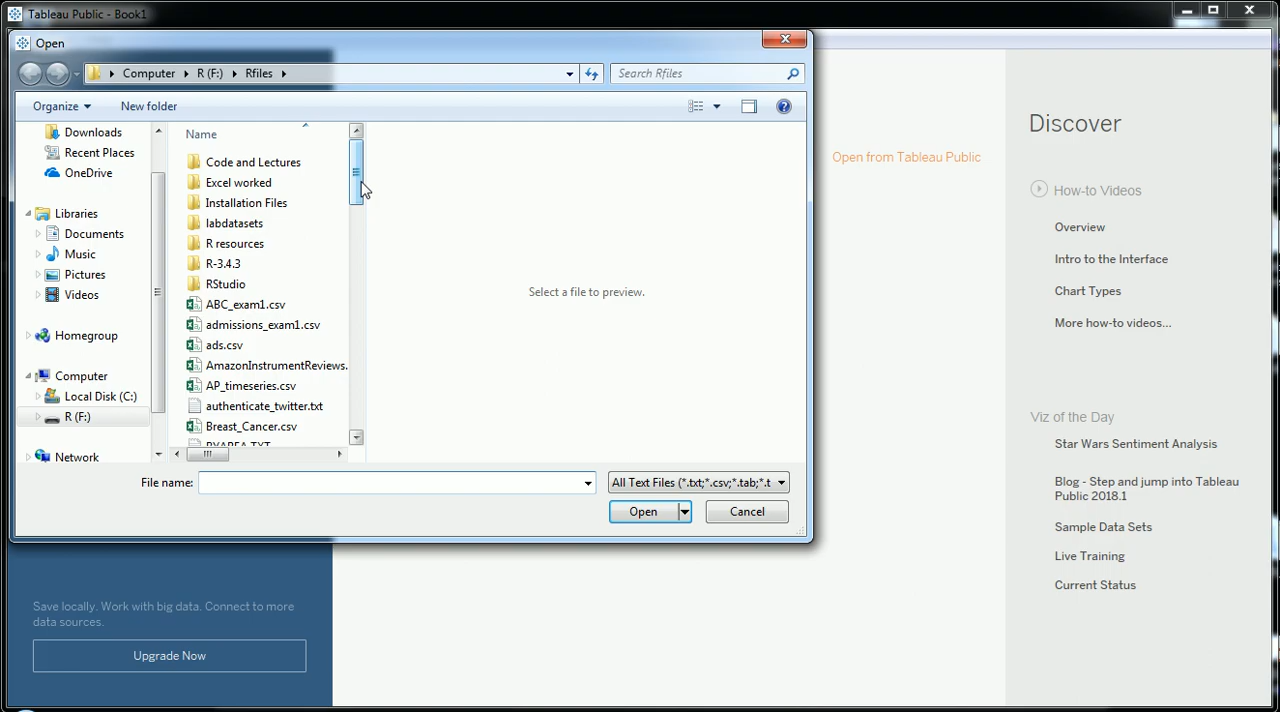 Tableau Public - Book1
Open
Computer
R (F:)
Rfiles
Search Rfiles
Organize
New folder
Name
Downloads
Recent Places
OneDrive
Libraries
Documents
Music
Pictures
Videos
Homegroup
Computer
Local Disk (C:)
R (F:)
Network
Code and Lectures
Excel worked
Installation Files
labdatasets
R resources
R-3.4.3
RStudio
ABC_exam1.csv
admissions_exam1.csv
ads.csv
AmazonInstrumentReviews.
AP_timeseries.csv
authenticate_twitter.txt
Breast_Cancer.csv
Select a file to preview.
File name:
All Text Files (*.txt;*.csv;*.tab;*.t
Open
Cancel
Open from Tableau Public
Discover
How-to Videos
Overview
Intro to the Interface
Chart Types
More how-to videos...
Viz of the Day
Star Wars Sentiment Analysis
Blog - Step and jump into Tableau
Public 2018.1
Sample Data Sets
Live Training
Current Status
Save locally. Work with big data. Connect to more
data sources.
Upgrade Now